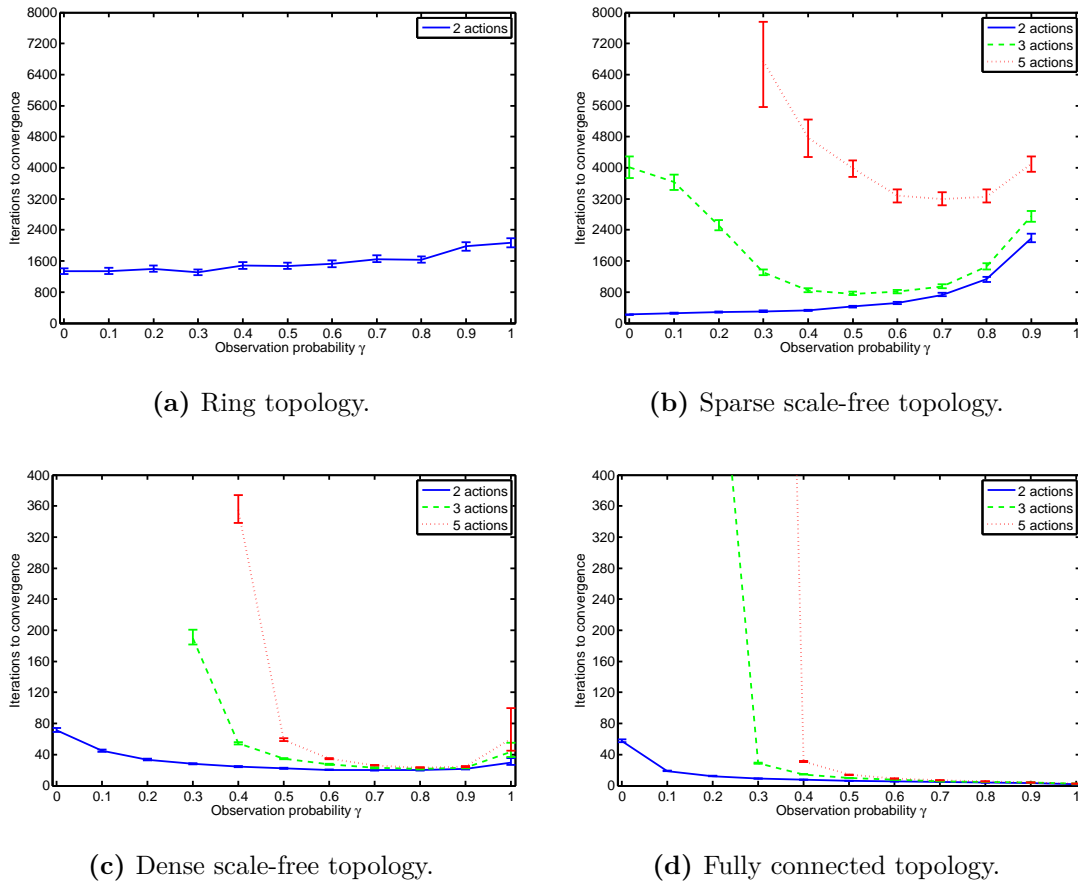 8000
7200
6400
5600
4800
4000
3200
2400
1600
800
0
Iterations to convergence
2 actions
0 0.1 0.2 0.3 0.4 0.5 0.6 0.7 0.8 0.9 1
Observation probability γ
(a) Ring topology.
8000
7200
6400
5600
4800
4000
3200
2400
1600
800
0
Iterations to convergence
2 actions
3 actions
5 actions
0 0.1 0.2 0.3 0.4 0.5 0.6 0.7 0.8 0.9 1
Observation probability γ
(b) Sparse scale-free topology.
400
360
320
280
240
200
160
120
80
40
0
Iterations to convergence
2 actions
3 actions
5 actions
0 0.1 0.2 0.3 0.4 0.5 0.6 0.7 0.8 0.9 1
Observation probability γ
(c) Dense scale-free topology.
400
360
320
280
240
200
160
120
80
40
0
Iterations to convergence
2 actions
3 actions
5 actions
0 0.1 0.2 0.3 0.4 0.5 0.6 0.7 0.8 0.9 1
Observation probability γ
(d) Fully connected topology.